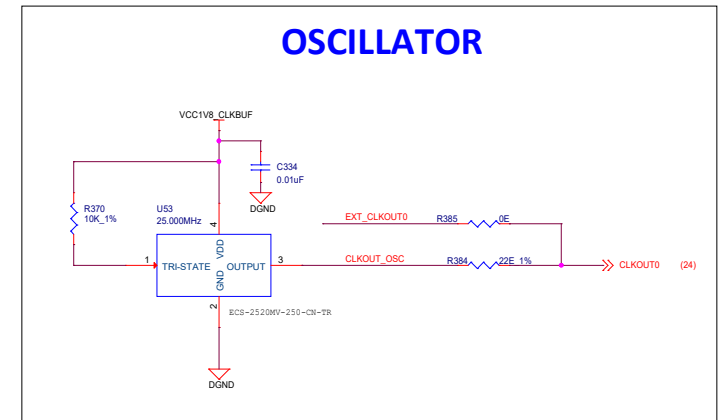 OSCILLATOR
VCC1V8_CLKBUF
C334
0.01uF
DGND
R370
10K_1%
U53
25.000MHz
4
VDD
1
TRI-STATE
OUTPUT
3
GND
2
ECS-2520MV-250-CN-TR
DGND
EXT_CLKOUT0
R385
0E
CLKOUT_OSC
R384
22E_1%
CLKOUT0
(24)